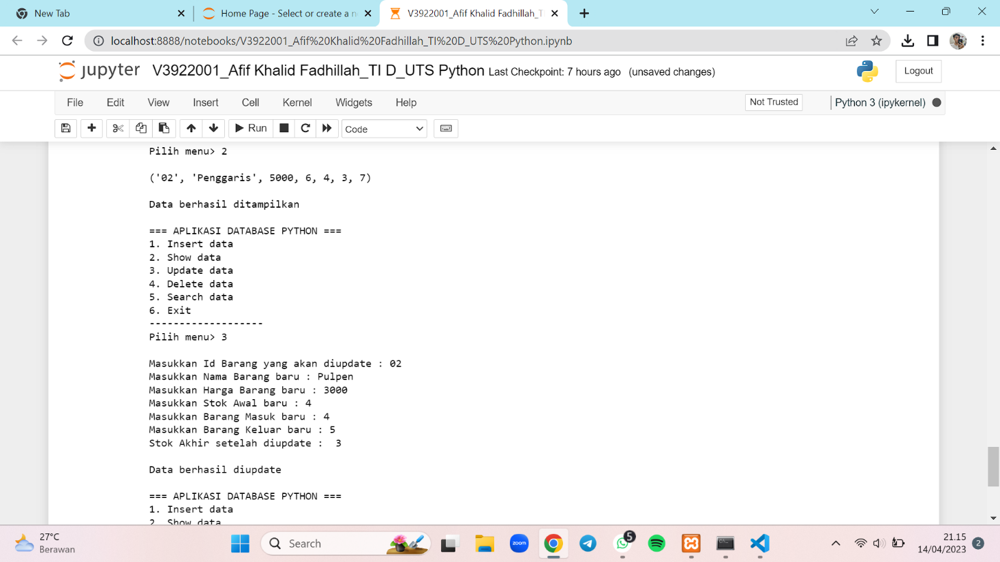 New Tab
Home Page - Select or create a n
V3922001_Afif Khalid Fadhillah_T
localhost:8888/notebooks/V3922001_Afif%20Khalid%20Fadhillah_TI%20D_UTS%20Python.ipynb
jupyter V3922001_Afif Khalid Fadhillah_TI D_UTS Python Last Checkpoint: 7 hours ago (unsaved changes)
Logout
File Edit View Insert Cell Kernel Widgets Help
Not Trusted
Python 3 (ipykernel)
Run
Code
Pilih menu> 2
('02', 'Penggaris', 5000, 6, 4, 3, 7)
Data berhasil ditampilkan
=== APLIKASI DATABASE PYTHON ===
1. Insert data
2. Show data
3. Update data
4. Delete data
5. Search data
6. Exit
-------------------
Pilih menu> 3
Masukkan Id Barang yang akan diupdate : 02
Masukkan Nama Barang baru : Pulpen
Masukkan Harga Barang baru : 3000
Masukkan Stok Awal baru : 4
Masukkan Barang Masuk baru : 4
Masukkan Barang Keluar baru : 5
Stok Akhir setelah diupdate :  3
Data berhasil diupdate
=== APLIKASI DATABASE PYTHON ===
1. Insert data
2. Show data
27°C
Berawan
Search
zoom
5
21.15
14/04/2023
2